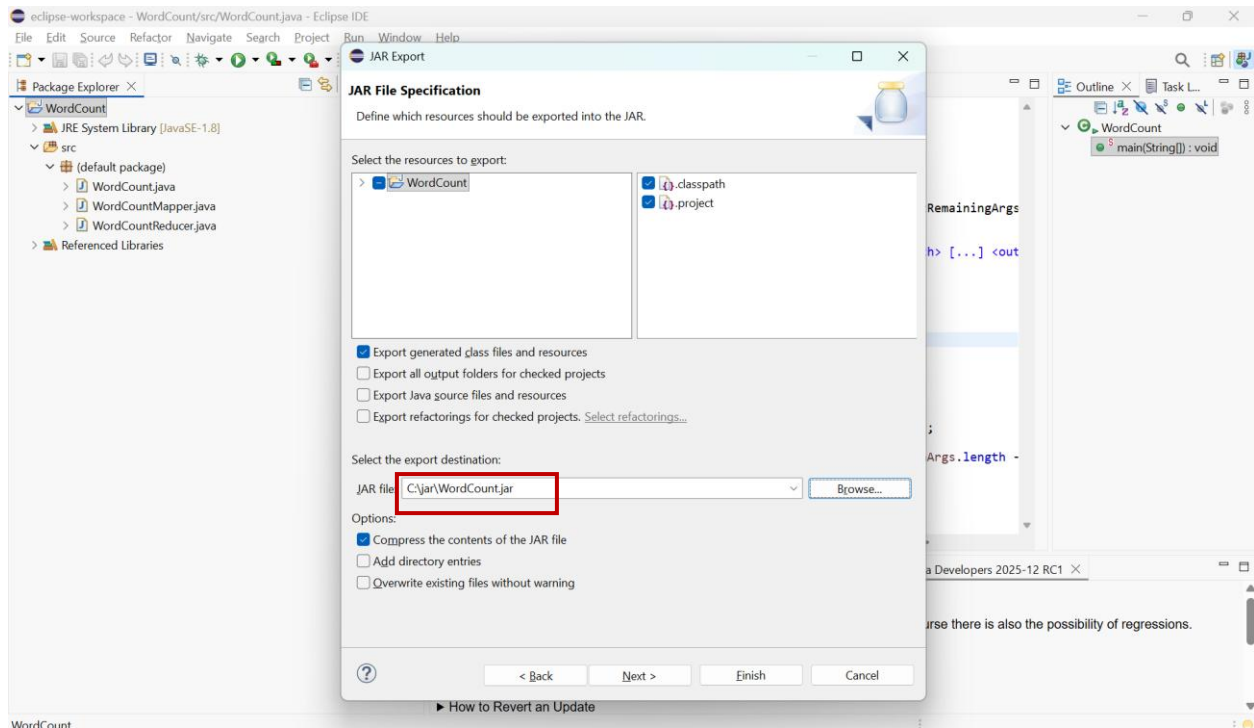 eclipse-workspace - WordCount/src/WordCount.java - Eclipse IDE
File Edit Source Refactor Navigate Search Project Run Window Help
Package Explorer
WordCount
JRE System Library [JavaSE-1.8]
src
(default package)
WordCount.java
WordCountMapper.java
WordCountReducer.java
Referenced Libraries
JAR Export
JAR File Specification
Define which resources should be exported into the JAR.
Select the resources to export:
WordCount
.classpath
.project
Export generated class files and resources
Export all output folders for checked projects
Export Java source files and resources
Export refactorings for checked projects. Select refactorings...
Select the export destination:
JAR file
C:\jar\WordCount.jar
Browse...
Options:
Compress the contents of the JAR file
Add directory entries
Overwrite existing files without warning
< Back
Next >
Finish
Cancel
RemainingArgs
h> [...] <out
;
Args.length -
Outline
Task L...
WordCount
main(String[]) : void
a Developers 2025-12 RC1
urse there is also the possibility of regressions.
How to Revert an Update
WordCount